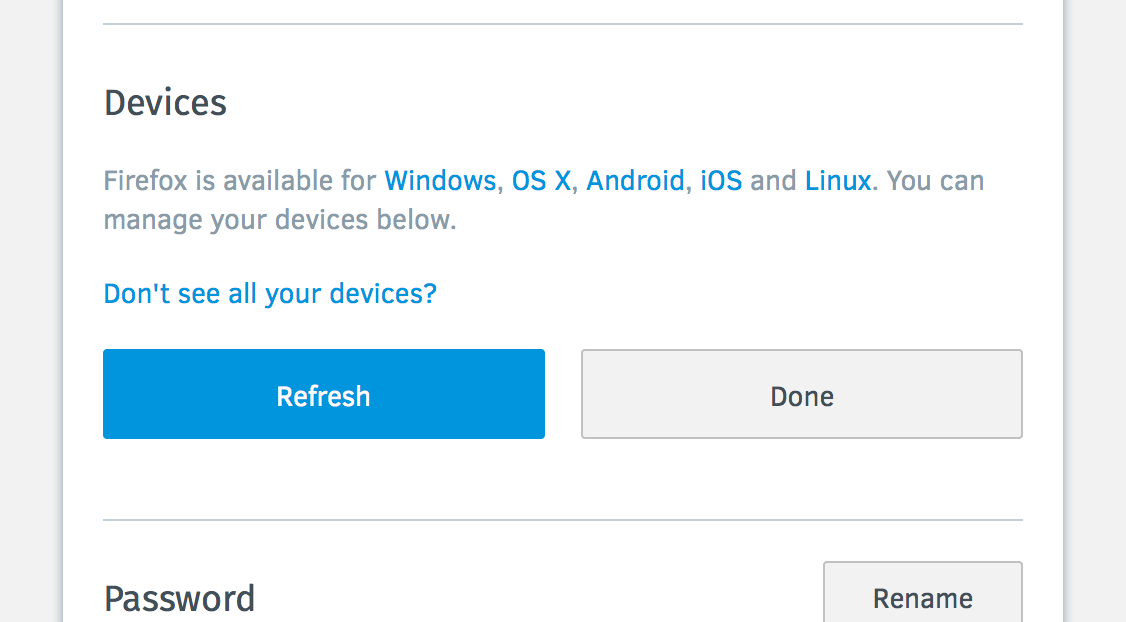 Devices
Firefox is available for Windows, OS X, Android, iOS and Linux. You can
manage your devices below.
Don't see all your devices?
Refresh
Done
Password
Rename